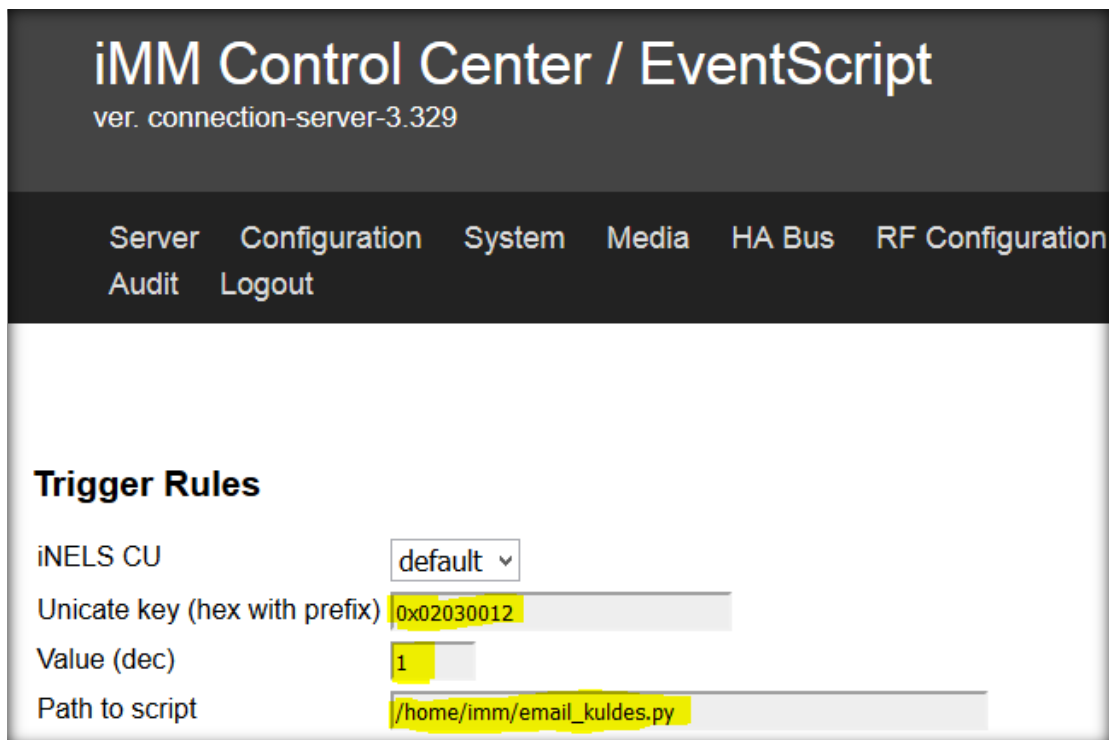 iMM Control Center / EventScript
ver. connection-server-3.329
Server Configuration System Media HA Bus RF Configuration
Audit Logout
Trigger Rules
iNELS CU default
Unicate key (hex with prefix) 0x02030012
Value (dec) 1
Path to script /home/imm/email_kuldes.py